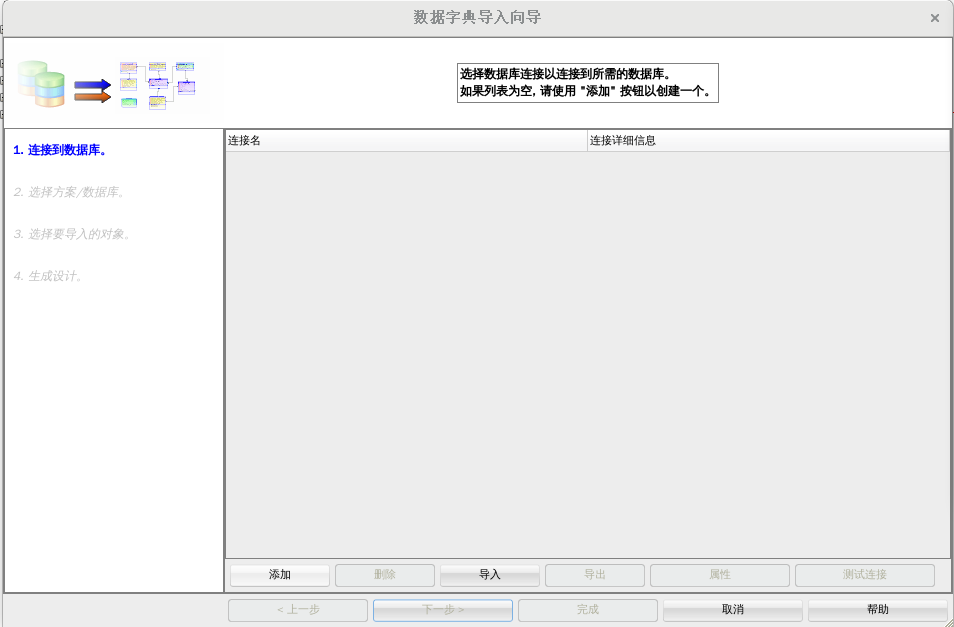 数据字典导入向导
选择数据库连接以连接到所需的数据库。
如果列表为空, 请使用 "添加" 按钮以创建一个。
1. 连接到数据库。
2. 选择方案/数据库。
3. 选择要导入的对象。
4. 生成设计。
连接名 连接详细信息
添加 删除 导入 导出 属性 测试连接
< 上一步 下一步 > 完成 取消 帮助